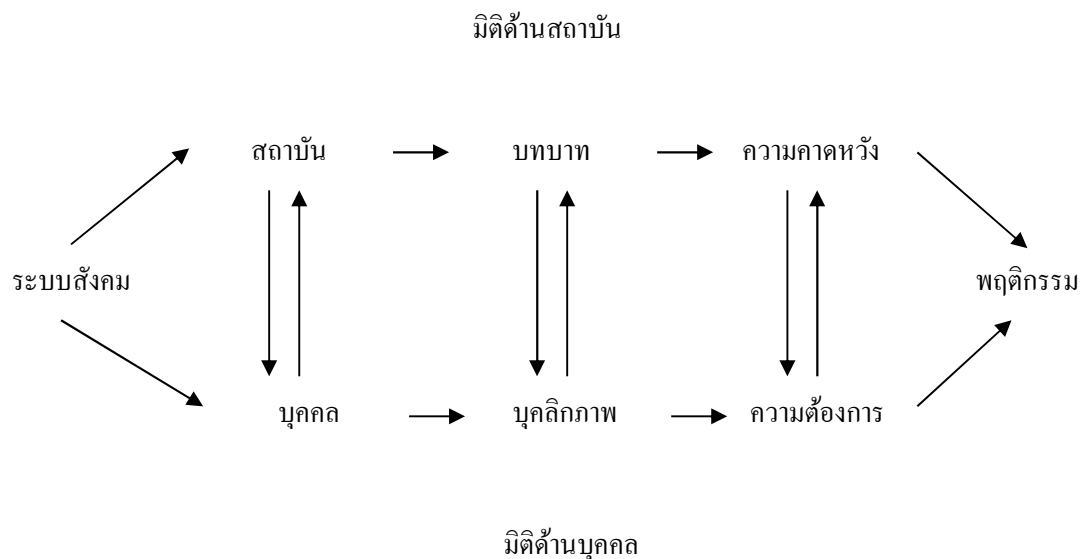 มิติด้านสถาบัน
สถาบัน บทบาท ความคาดหวัง
ระบบสังคม พฤติกรรม
บุคคล บุคลิกภาพ ความต้องการ
มิติด้านบุคคล